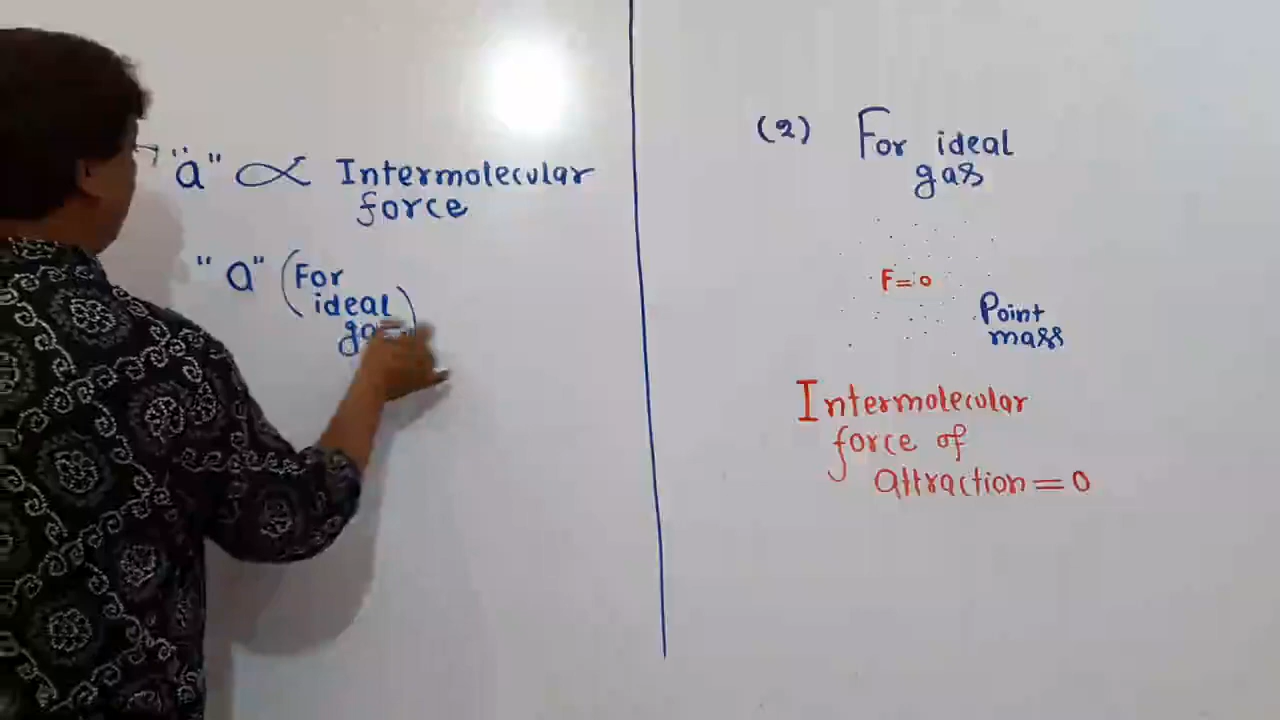 "a" ∝ Intermolecular
force
"a" (For
ideal
(2) For ideal
gas
F=0
Point
mass
Intermolecular
force of
attraction=0